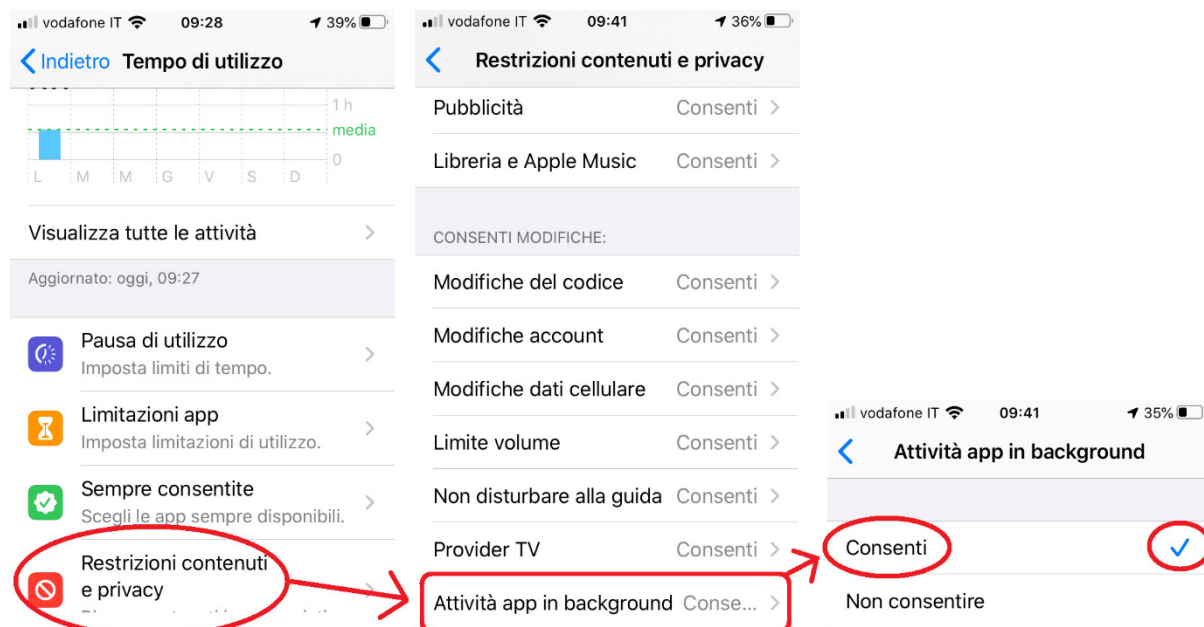 vodafone IT 09:28 39%
Indietro Tempo di utilizzo
1 h
media
0
L M M G V S D
Visualizza tutte le attività
Aggiornato: oggi, 09:27
Pausa di utilizzo
Imposta limiti di tempo.
Limitazioni app
Imposta limitazioni di utilizzo.
Sempre consentite
Scegli le app sempre disponibili.
Restrizioni contenuti
e privacy
vodafone IT 09:41 36%
Restrizioni contenuti e privacy
Pubblicità Consenti
Libreria e Apple Music Consenti
CONSENTI MODIFICHE:
Modifiche del codice Consenti
Modifiche account Consenti
Modifiche dati cellulare Consenti
Limite volume Consenti
Non disturbare alla guida Consenti
Provider TV Consenti
Attività app in background Conse...
vodafone IT 09:41 35%
Attività app in background
Consenti
Non consentire